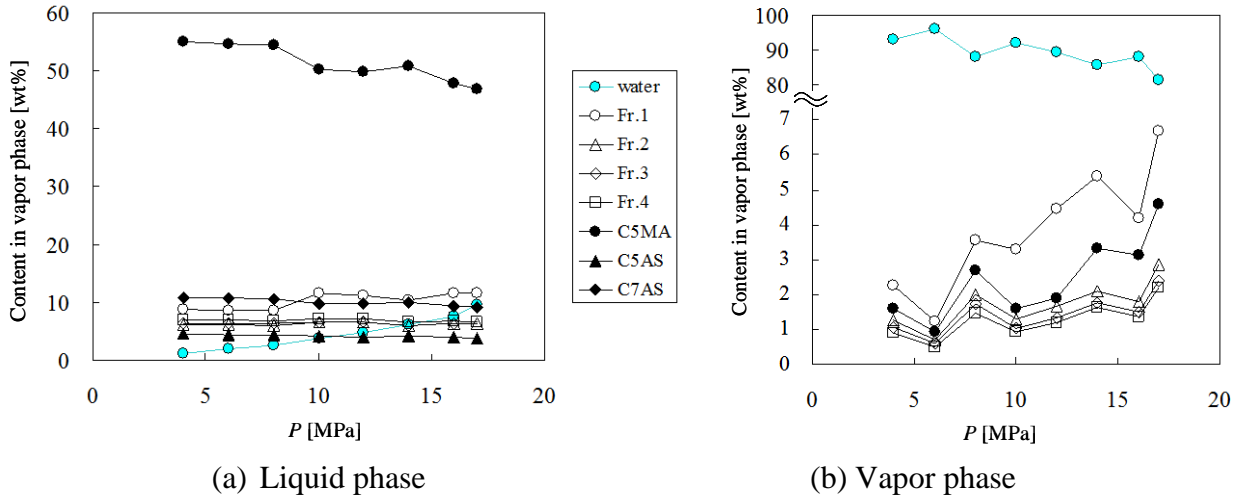 Content in vapor phase [wt%]
60
50
40
30
20
10
0
0 5 10 15 20
P [MPa]
water
Fr.1
Fr.2
Fr.3
Fr.4
C5MA
C5AS
C7AS
(a) Liquid phase
Content in vapor phase [wt%]
100
90
80
7
6
5
4
3
2
1
0
0 5 10 15 20
P [MPa]
(b) Vapor phase